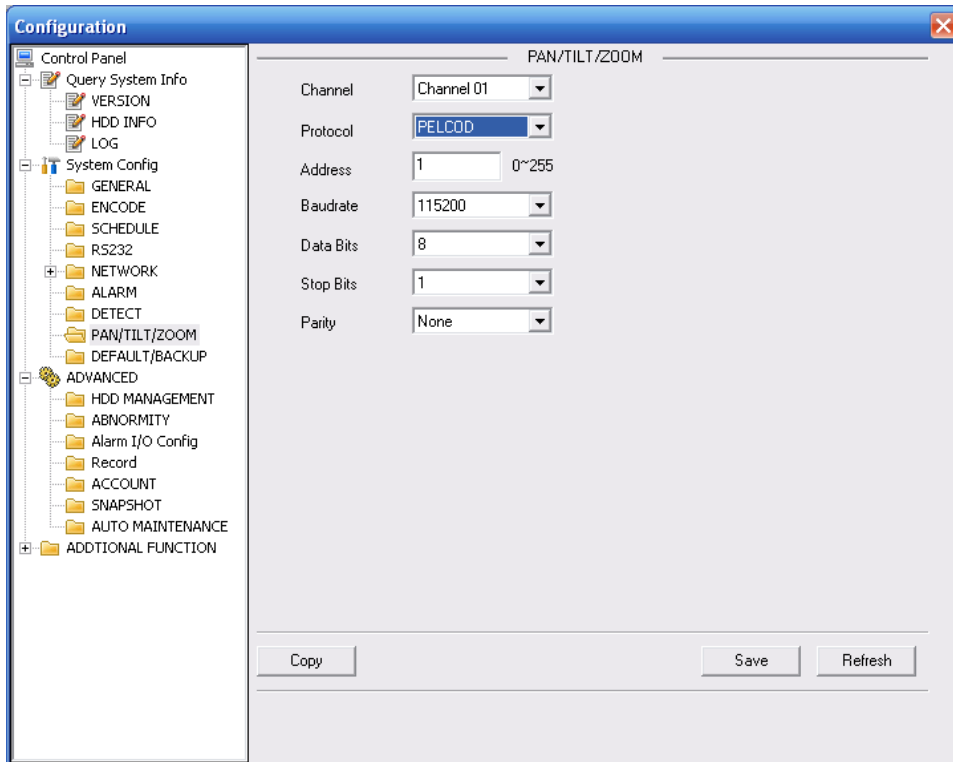 Configuration
Control Panel
Query System Info
VERSION
HDD INFO
LOG
System Config
GENERAL
ENCODE
SCHEDULE
RS232
NETWORK
ALARM
DETECT
PAN/TILT/ZOOM
DEFAULT/BACKUP
ADVANCED
HDD MANAGEMENT
ABNORMITY
Alarm I/O Config
Record
ACCOUNT
SNAPSHOT
AUTO MAINTENANCE
ADDTIONAL FUNCTION
PAN/TILT/ZOOM
Channel Channel 01
Protocol PELCOD
Address 1 0~255
Baudrate 115200
Data Bits 8
Stop Bits 1
Parity None
Copy Save Refresh